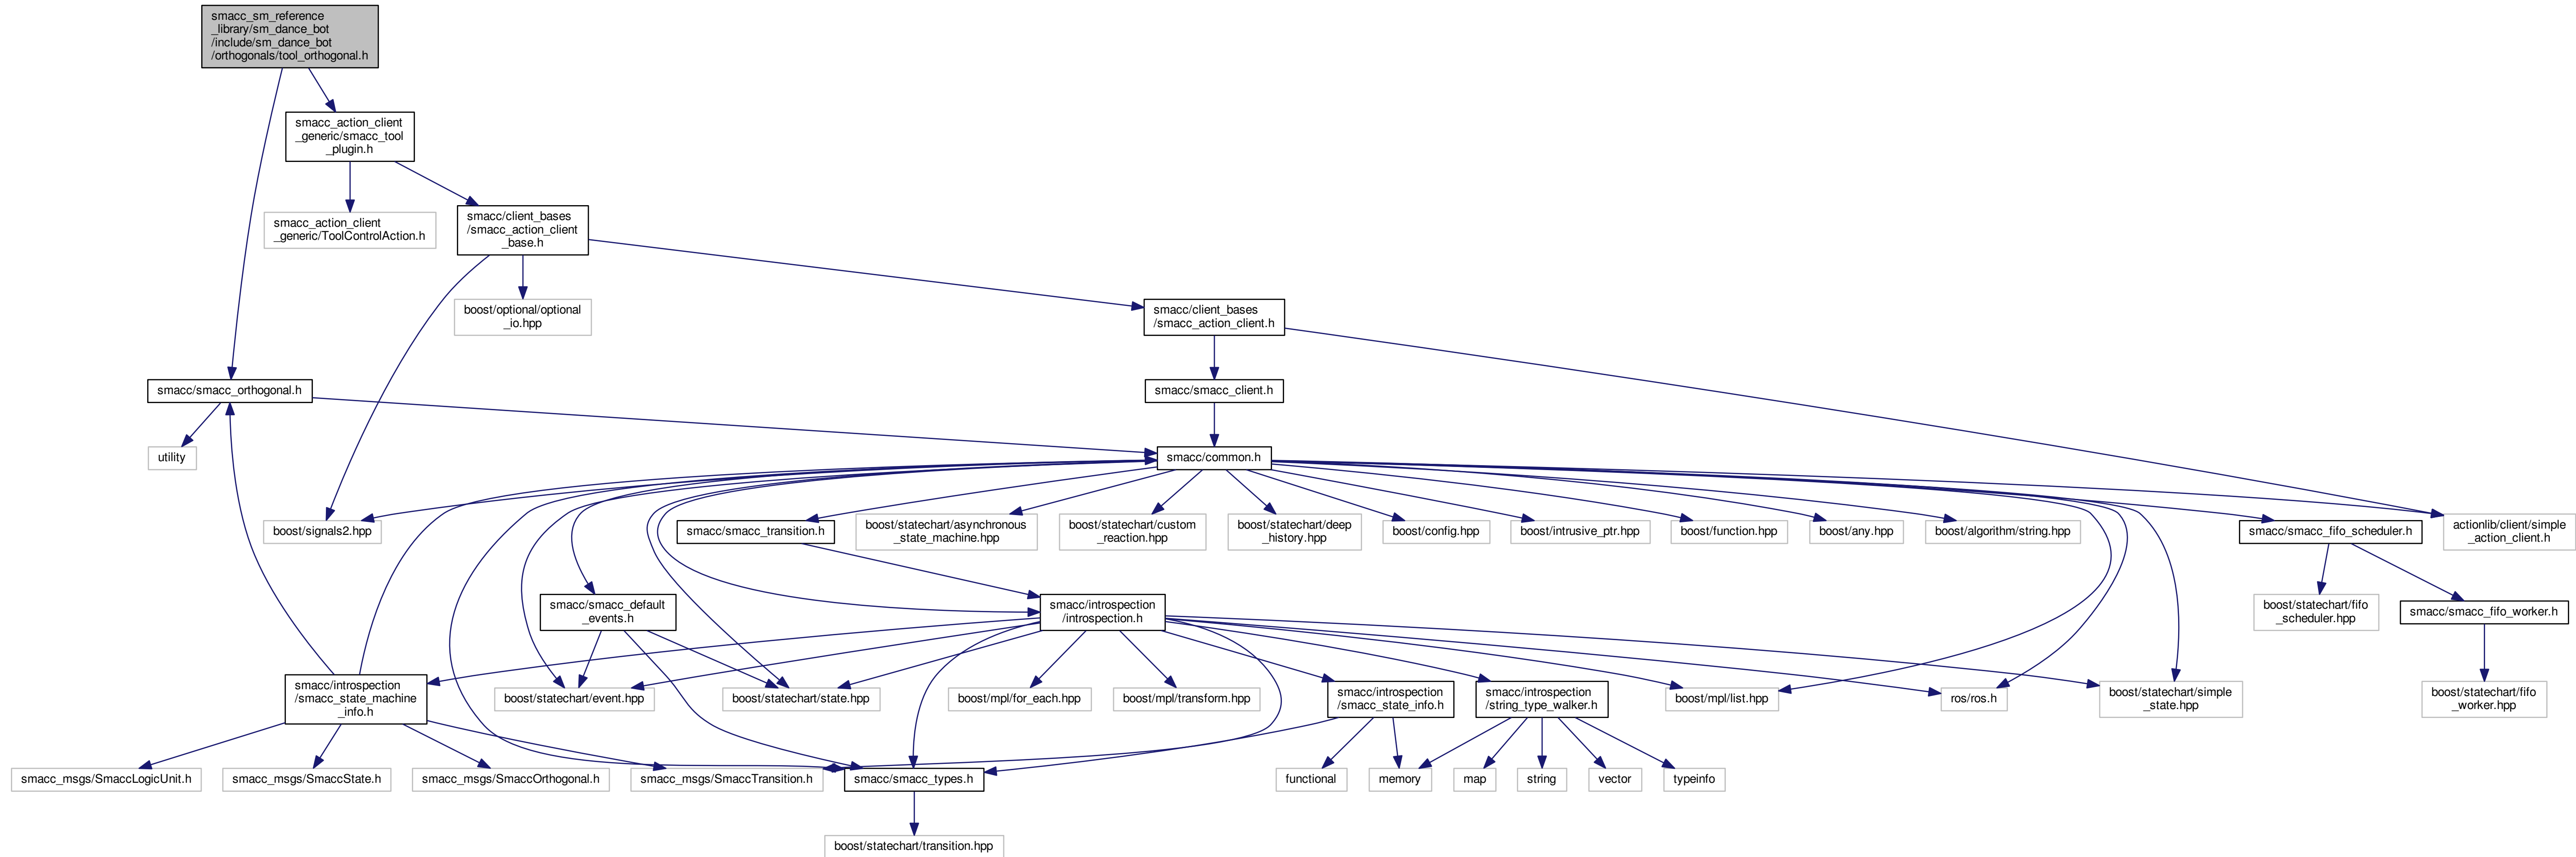 smacc_sm_reference
_library/sm_dance_bot
/include/sm_dance_bot
/orthogonals/tool_orthogonal.h
smacc_action_client
_generic/smacc_tool
_plugin.h
smacc_action_client
_generic/ToolControlAction.h
smacc/client_bases
/smacc_action_client
_base.h
boost/optional/optional
_io.hpp
smacc/client_bases
/smacc_action_client.h
smacc/smacc_orthogonal.h
smacc/smacc_client.h
utility
smacc/common.h
boost/signals2.hpp
smacc/smacc_transition.h
boost/statechart/asynchronous
_state_machine.hpp
boost/statechart/custom
_reaction.hpp
boost/statechart/deep
_history.hpp
boost/config.hpp
boost/intrusive_ptr.hpp
boost/function.hpp
boost/any.hpp
boost/algorithm/string.hpp
smacc/smacc_fifo_scheduler.h
actionlib/client/simple
_action_client.h
smacc/smacc_default
_events.h
smacc/introspection
/introspection.h
boost/statechart/fifo
_scheduler.hpp
smacc/smacc_fifo_worker.h
smacc/introspection
/smacc_state_machine
_info.h
boost/statechart/event.hpp
boost/statechart/state.hpp
boost/mpl/for_each.hpp
boost/mpl/transform.hpp
smacc/introspection
/smacc_state_info.h
smacc/introspection
/string_type_walker.h
boost/mpl/list.hpp
ros/ros.h
boost/statechart/simple
_state.hpp
boost/statechart/fifo
_worker.hpp
smacc_msgs/SmaccLogicUnit.h
smacc_msgs/SmaccState.h
smacc_msgs/SmaccOrthogonal.h
smacc_msgs/SmaccTransition.h
smacc/smacc_types.h
functional
memory
map
string
vector
typeinfo
boost/statechart/transition.hpp